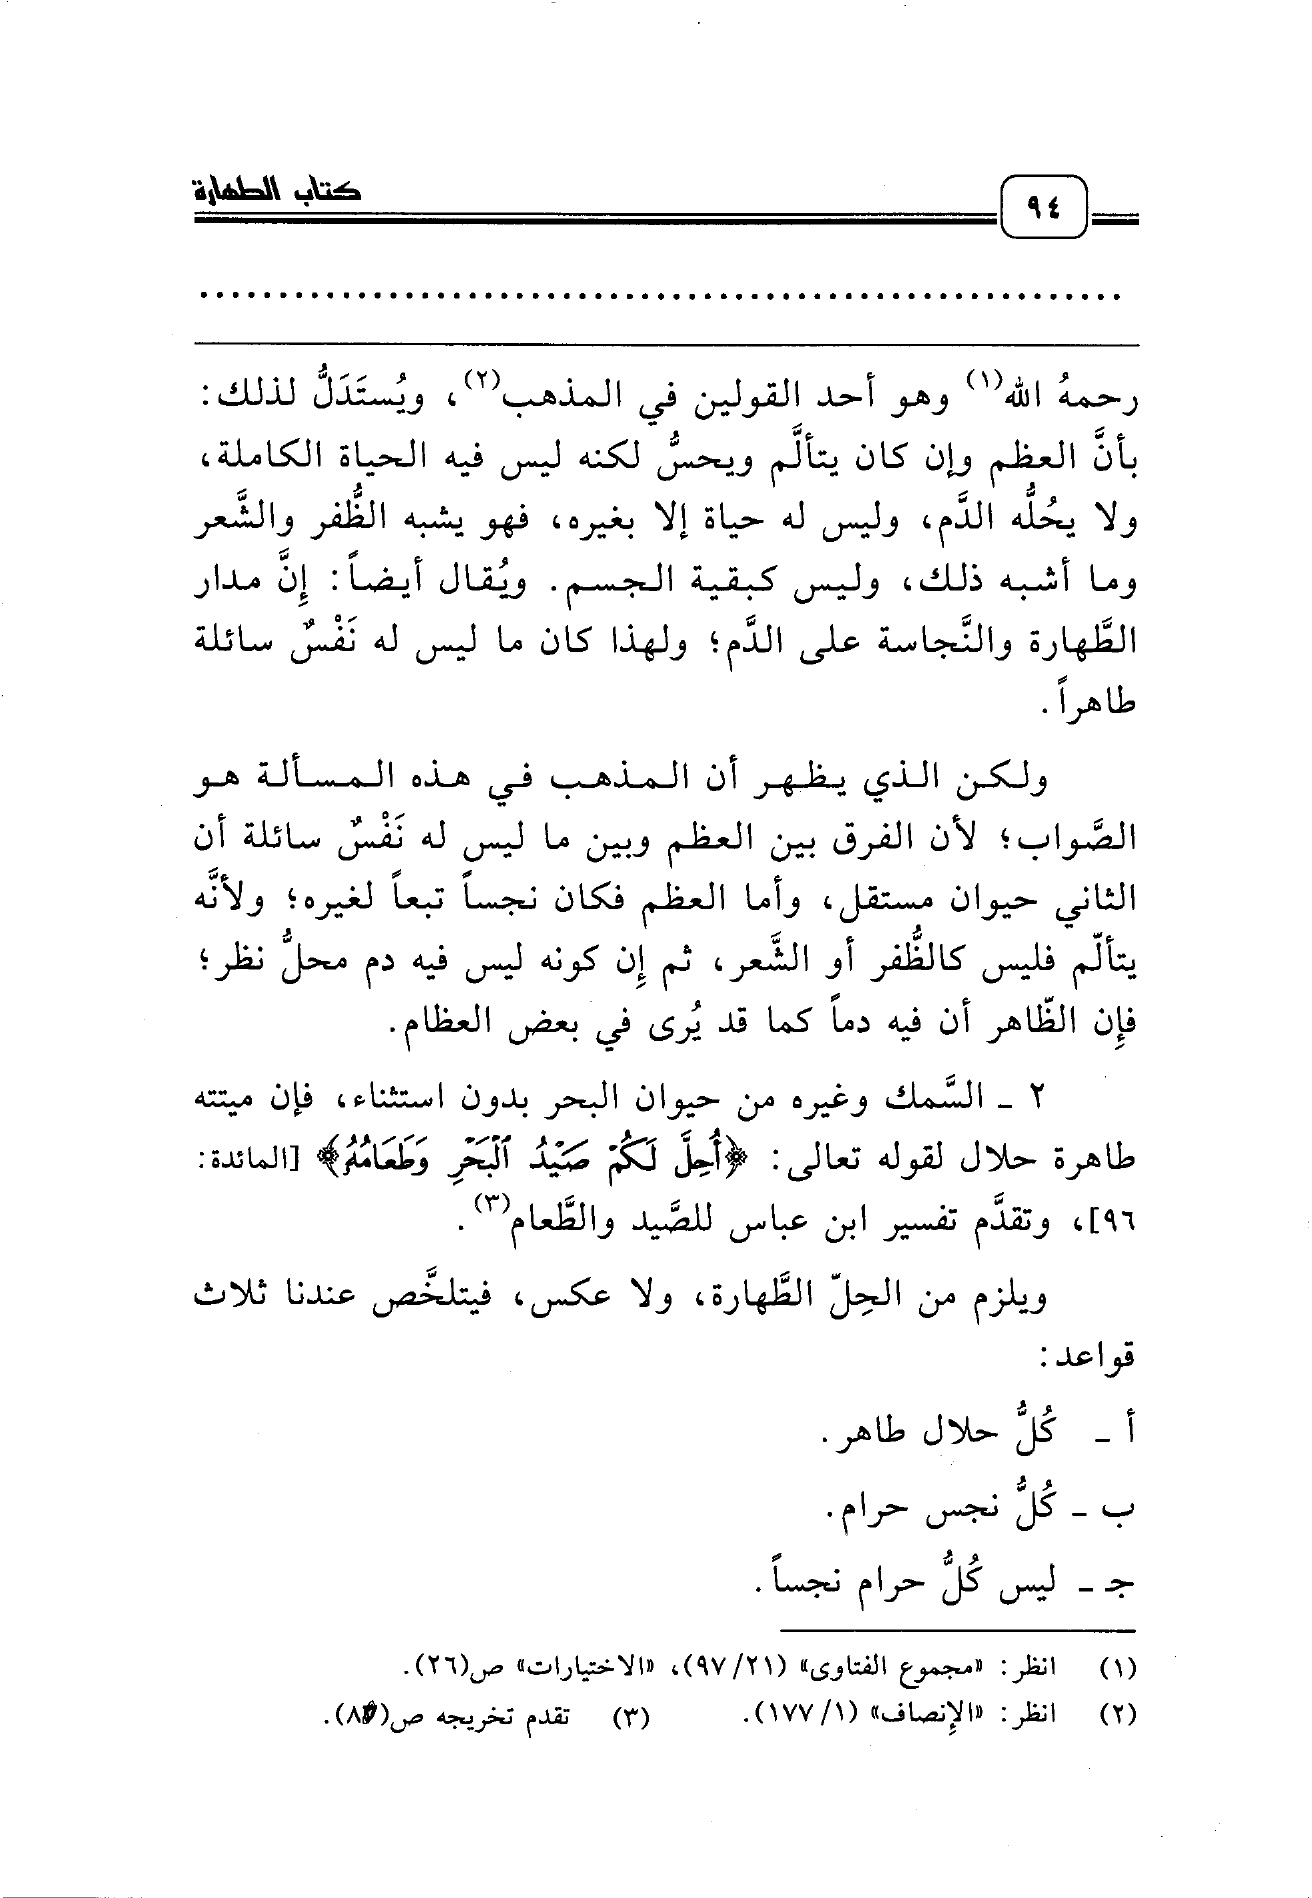 كتاب الطهارة
٩٤
رحمهُ الله(١) وهو أحد القولين في المذهب(٢)، ويُستَدَلُّ لذلك:
بأنَّ العظم وإن كان يتألَّم ويحسُّ لكنه ليس فيه الحياة الكاملة،
ولا يحُلُّه الدَّم، وليس له حياة إلا بغيره، فهو يشبه الظُّفر والشَّعر
وما أشبه ذلك، وليس كبقية الجسم. ويُقال أيضاً: إِنَّ مدار
الطَّهارة والنَّجاسة على الدَّم؛ ولهذا كان ما ليس له نَفْسٌ سائلة
طاهراً.
ولكن الذي يظهر أن المذهب في هذه المسألة هو
الصَّواب؛ لأن الفرق بين العظم وبين ما ليس له نَفْسٌ سائلة أن
الثاني حيوان مستقل، وأما العظم فكان نجساً تبعاً لغيره؛ ولأنَّه
يتألّم فليس كالظُّفر أو الشَّعر، ثم إِن كونه ليس فيه دم محلُّ نظر؛
فإِن الظّاهر أن فيه دماً كما قد يُرى في بعض العظام.
٢ ـ السَّمك وغيره من حيوان البحر بدون استثناء، فإن ميتته
طاهرة حلال لقوله تعالى: ﴿أُحِلَّ لَكُمْ صَيْدُ ٱلْبَحْرِ وَطَعَامُهُۥ﴾ [المائدة:
٩٦]، وتقدَّم تفسير ابن عباس للصَّيد والطَّعام(٣).
ويلزم من الحِلّ الطَّهارة، ولا عكس، فيتلخَّص عندنا ثلاث
قواعد:
أ ـ كُلُّ حلال طاهر.
ب ـ كُلُّ نجس حرام.
جـ ـ ليس كُلُّ حرام نجساً.
(١) انظر: «مجموع الفتاوى» (٩٧/٢١)، «الاختيارات» ص(٢٦).
(٢) انظر: «الإِنصاف» (١٧٧/١). (٣) تقدم تخريجه